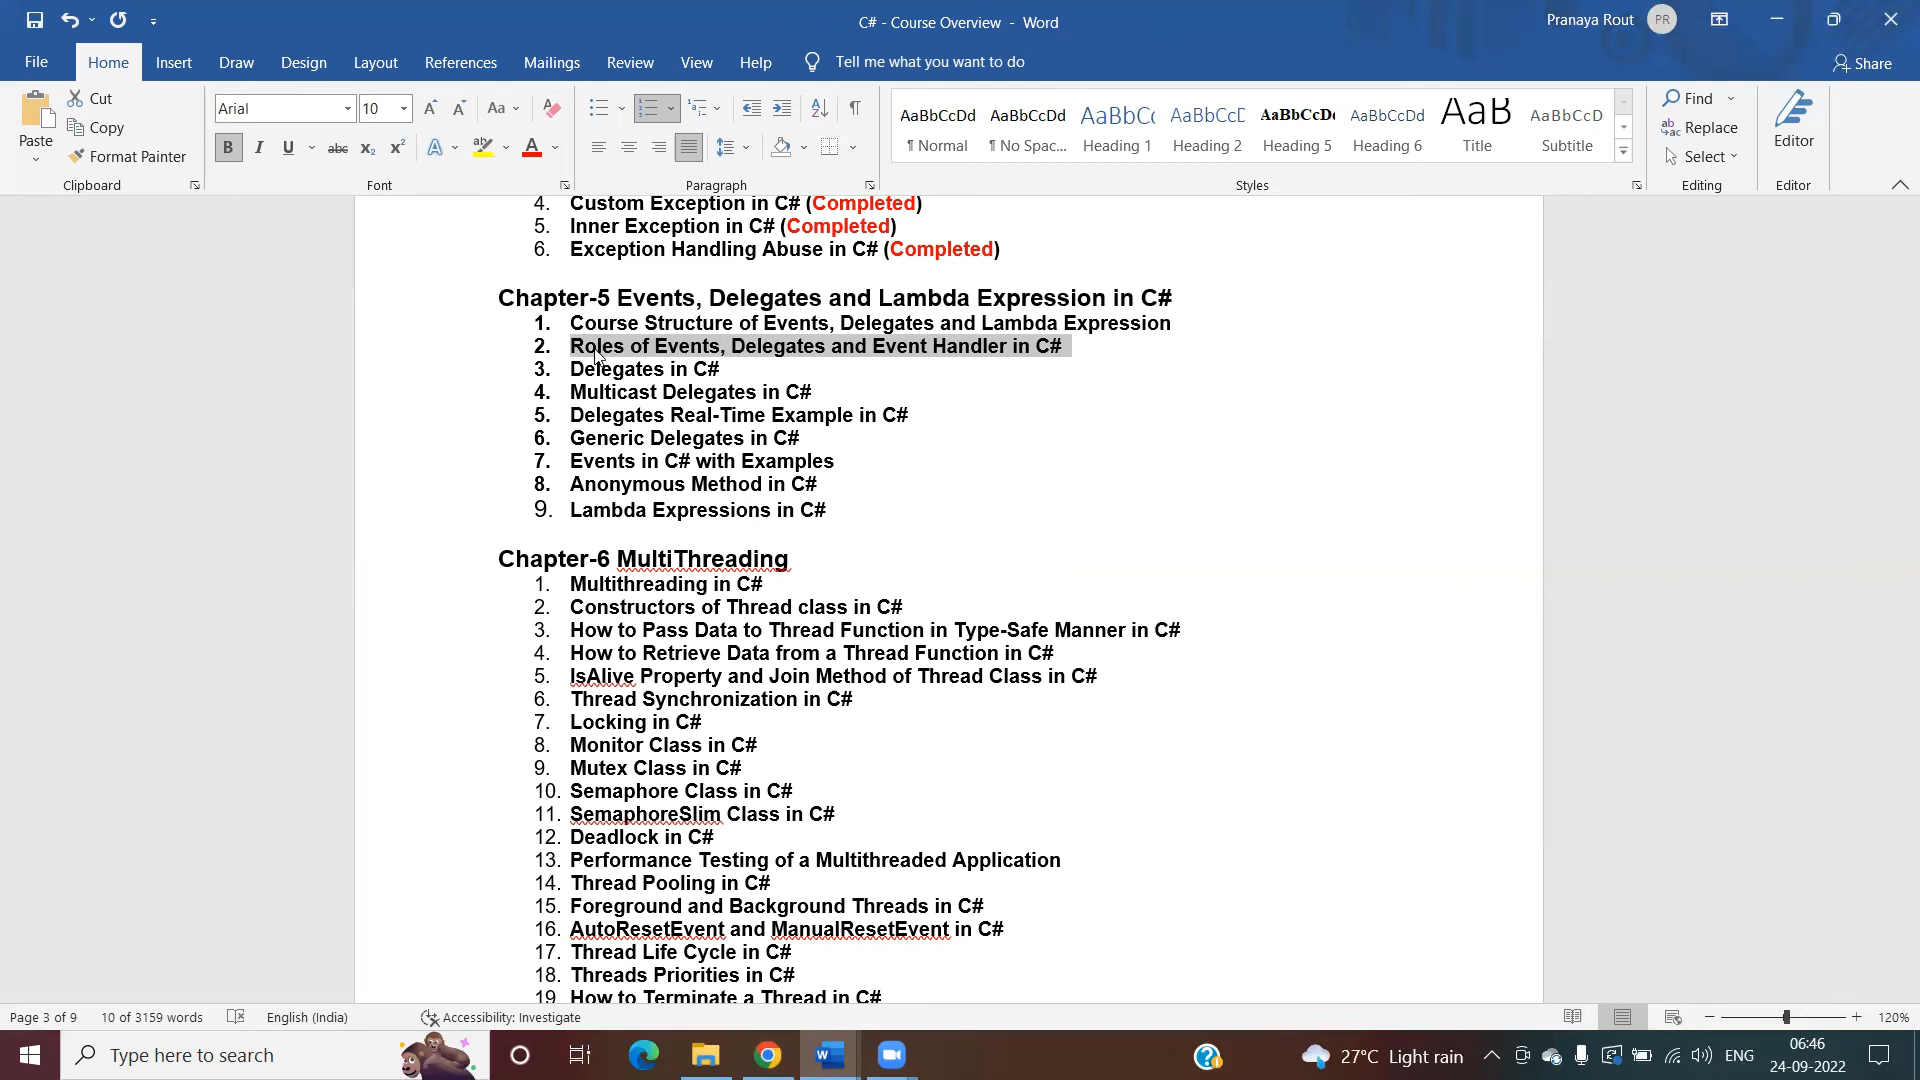 C# - Course Overview - Word
Pranaya Rout PR
File Home Insert Draw Design Layout References Mailings Review View Help Tell me what you want to do Share
Paste
Cut
Copy
Format Painter
Clipboard
Arial 10
Font
Paragraph
AaBbCcDd AaBbCcDd AaBbC( AaBbCcC AaBbCcDc AaBbCcDd AaB AaBbCcD
¶ Normal ¶ No Spac... Heading 1 Heading 2 Heading 5 Heading 6 Title Subtitle
Styles
Find
Replace
Select
Editing
Editor
Editor
4. Custom Exception in C# (Completed)
5. Inner Exception in C# (Completed)
6. Exception Handling Abuse in C# (Completed)
Chapter-5 Events, Delegates and Lambda Expression in C#
1. Course Structure of Events, Delegates and Lambda Expression
2. Roles of Events, Delegates and Event Handler in C#
3. Delegates in C#
4. Multicast Delegates in C#
5. Delegates Real-Time Example in C#
6. Generic Delegates in C#
7. Events in C# with Examples
8. Anonymous Method in C#
9. Lambda Expressions in C#
Chapter-6 MultiThreading
1. Multithreading in C#
2. Constructors of Thread class in C#
3. How to Pass Data to Thread Function in Type-Safe Manner in C#
4. How to Retrieve Data from a Thread Function in C#
5. IsAlive Property and Join Method of Thread Class in C#
6. Thread Synchronization in C#
7. Locking in C#
8. Monitor Class in C#
9. Mutex Class in C#
10. Semaphore Class in C#
11. SemaphoreSlim Class in C#
12. Deadlock in C#
13. Performance Testing of a Multithreaded Application
14. Thread Pooling in C#
15. Foreground and Background Threads in C#
16. AutoResetEvent and ManualResetEvent in C#
17. Thread Life Cycle in C#
18. Threads Priorities in C#
19. How to Terminate a Thread in C#
Page 3 of 9 10 of 3159 words English (India) Accessibility: Investigate 120%
Type here to search
27°C Light rain ENG
06:46
24-09-2022